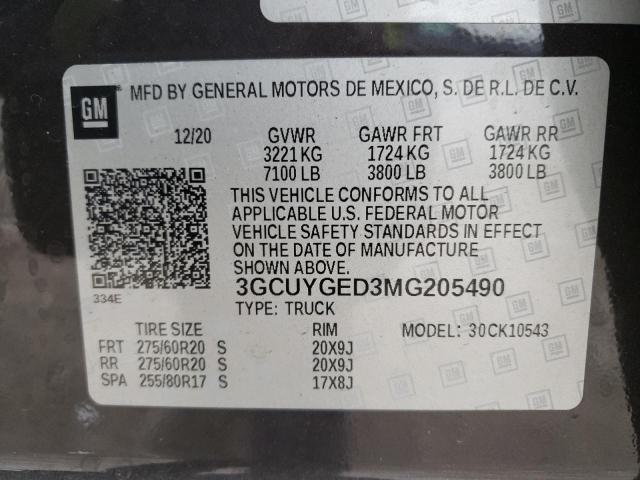 GM
MFD BY GENERAL MOTORS DE MEXICO, S. DE R.L. DE C.V.
12/20 GVWR GAWR FRT GAWR RR
3221 KG 1724 KG 1724 KG
7100 LB 3800 LB 3800 LB
THIS VEHICLE CONFORMS TO ALL
APPLICABLE U.S. FEDERAL MOTOR
VEHICLE SAFETY STANDARDS IN EFFECT
ON THE DATE OF MANUFACTURE
SHOWN ABOVE.
334E
3GCUYGED3MG205490
TYPE: TRUCK
TIRE SIZE RIM MODEL: 30CK10543
FRT 275/60R20 S 20X9J
RR 275/60R20 S 20X9J
SPA 255/80R17 S 17X8J